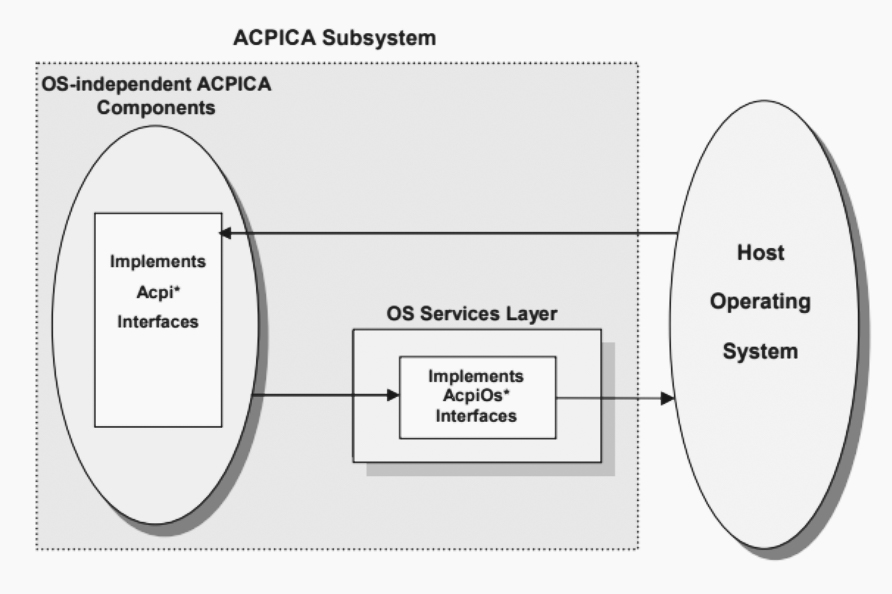 ACPICA Subsystem
OS-independent ACPICA
Components
Implements
Acpi*
Interfaces
OS Services Layer
Implements
AcpiOs*
Interfaces
Host
Operating
System